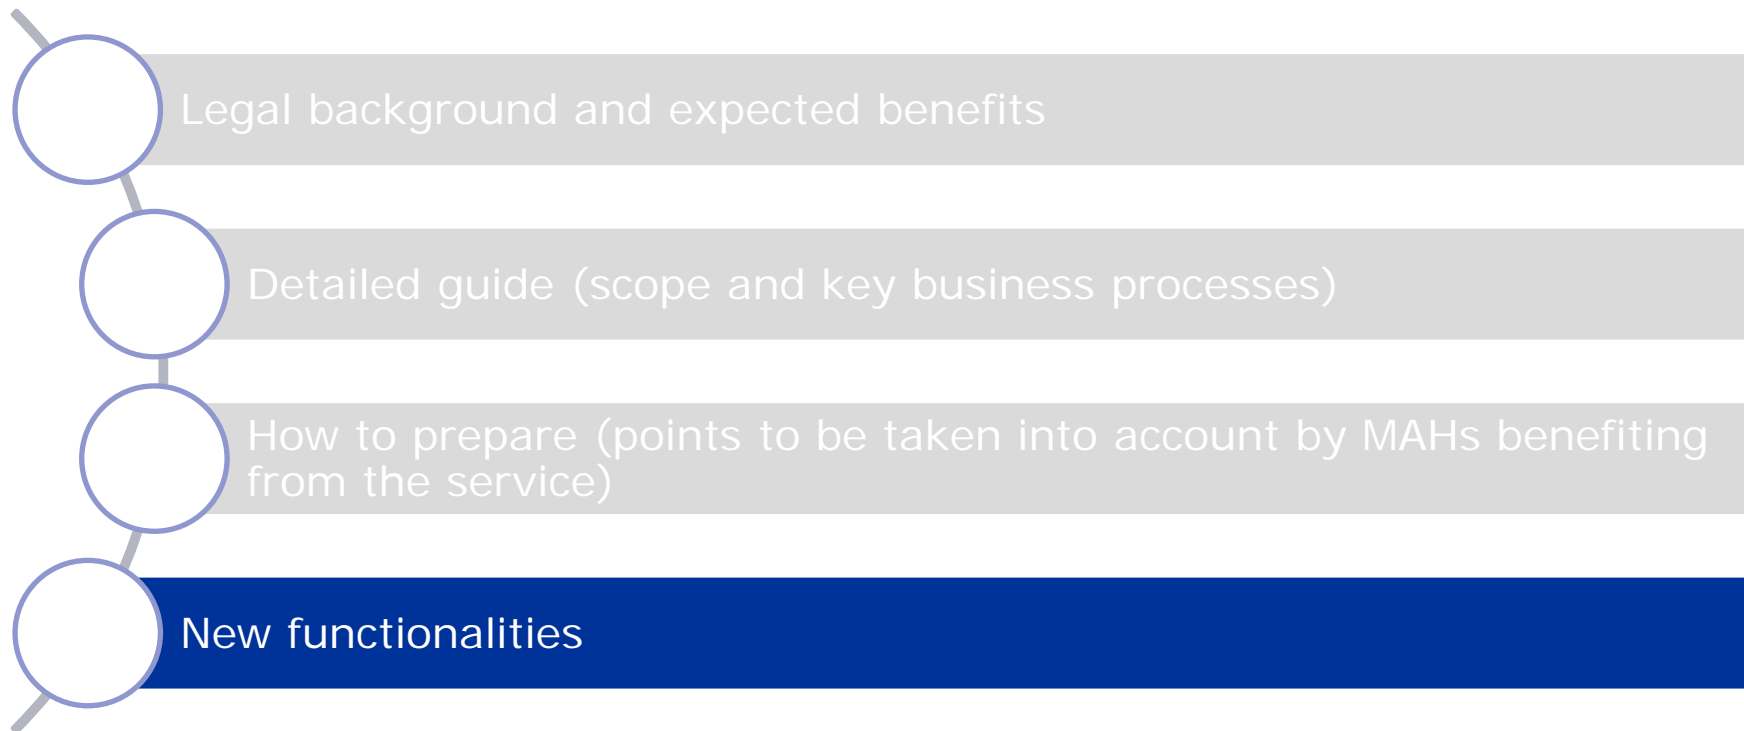 Legal background and expected benefits
Detailed guide (scope and key business processes)
How to prepare (points to be taken into account by MAHs benefiting
from the service)
New functionalities